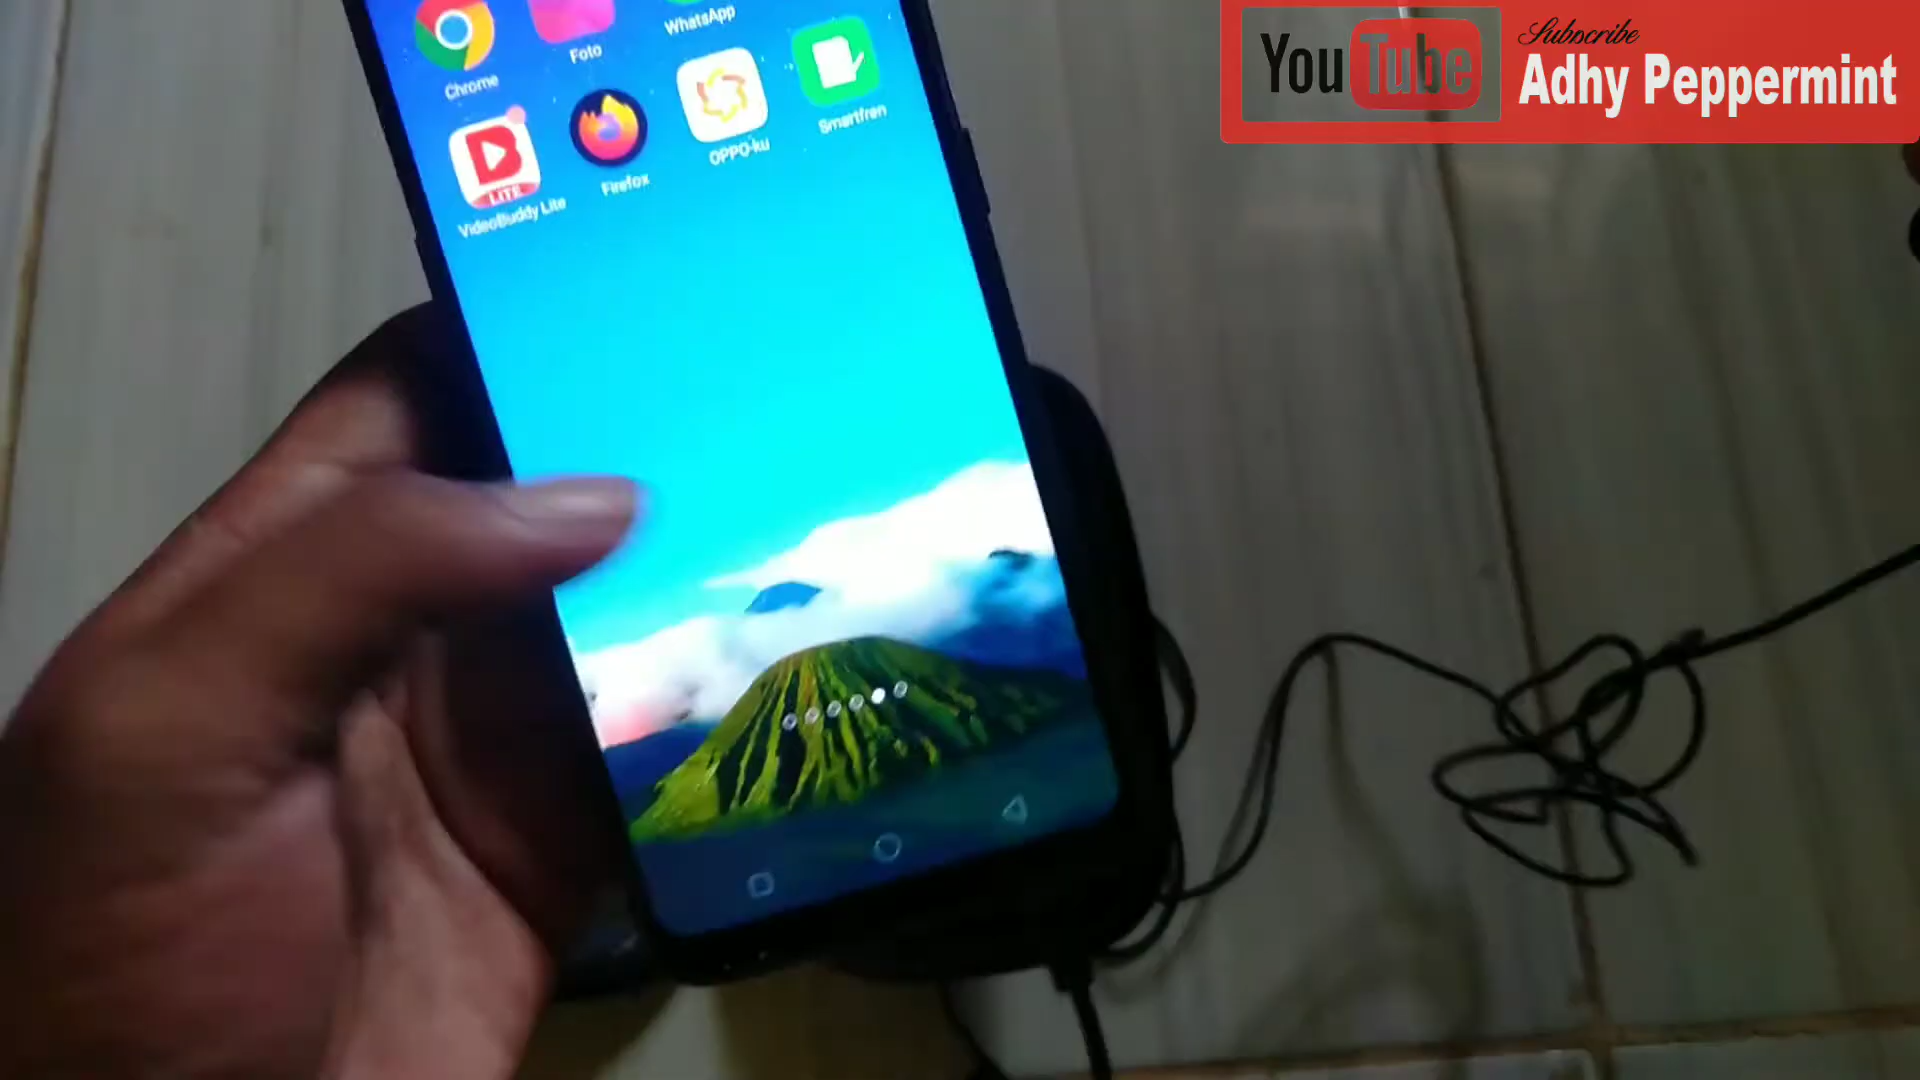 YouTube
Subscribe
Adhy Peppermint
Chrome
Foto
WhatsApp
VideoBuddy Lite
LITE
Firefox
OPPO-ku
Smartfren